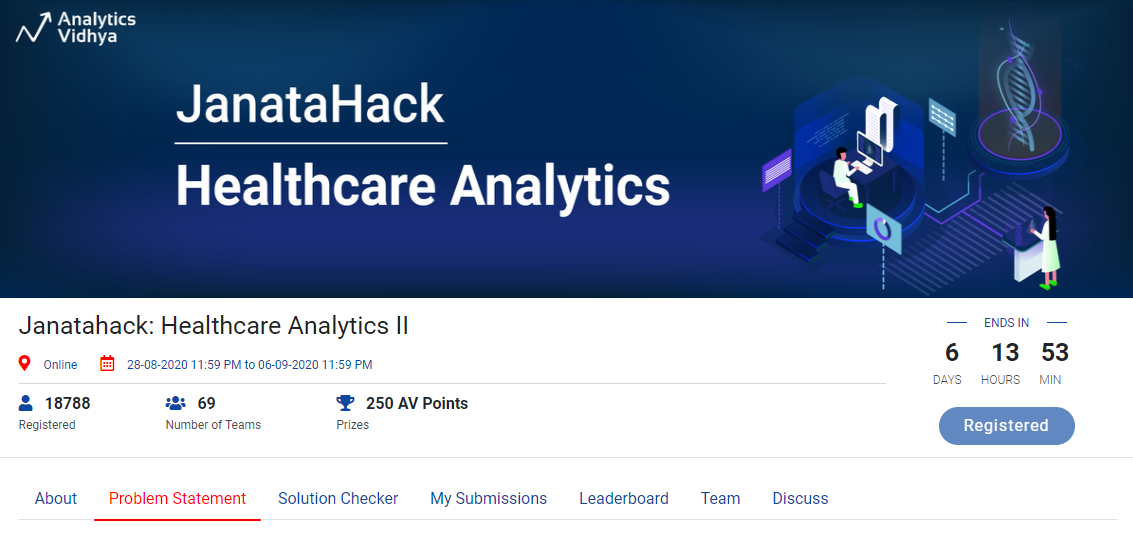 Analytics
Vidhya
JanataHack
Healthcare Analytics
Janatahack: Healthcare Analytics II
Online 28-08-2020 11:59 PM to 06-09-2020 11:59 PM
18788 69 250 AV Points
Registered Number of Teams Prizes
ENDS IN
6 13 53
DAYS HOURS MIN
Registered
About Problem Statement Solution Checker My Submissions Leaderboard Team Discuss